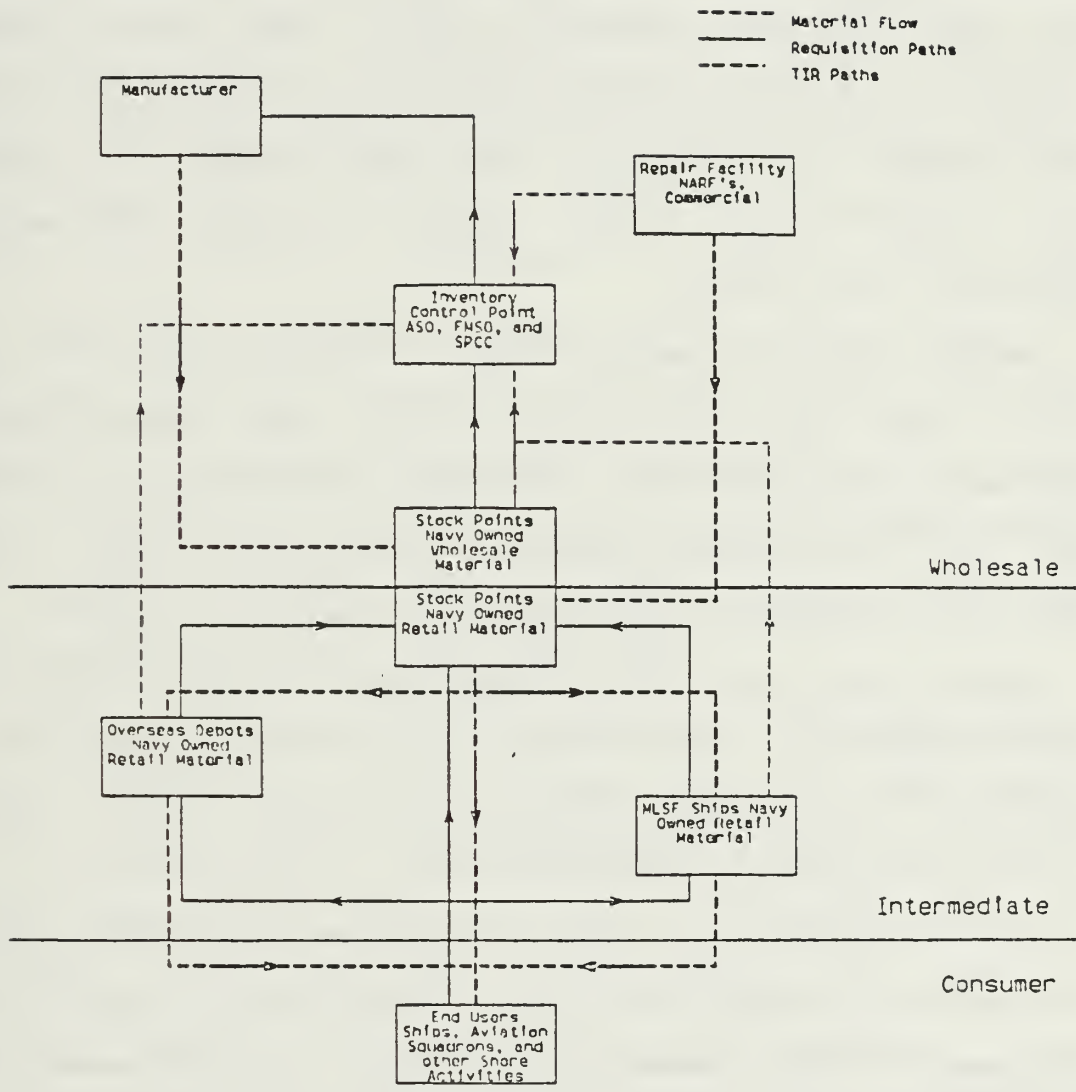 Material FLow
Requisition Paths
TIR Paths
Manufacturer
Repair Facility
NARF's,
Commercial
Inventory
Control Point
ASO, FMSO, and
SPCC
Stock Points
Navy Owned
Wholesale
Material
Wholesale
Stock Points
Navy Owned
Retail Material
Overseas Depots
Navy Owned
Retail Material
MLSF Ships Navy
Owned Retail
Material
Intermediate
Consumer
End Users
Ships, Aviation
Squadrons, and
other Shore
Activities